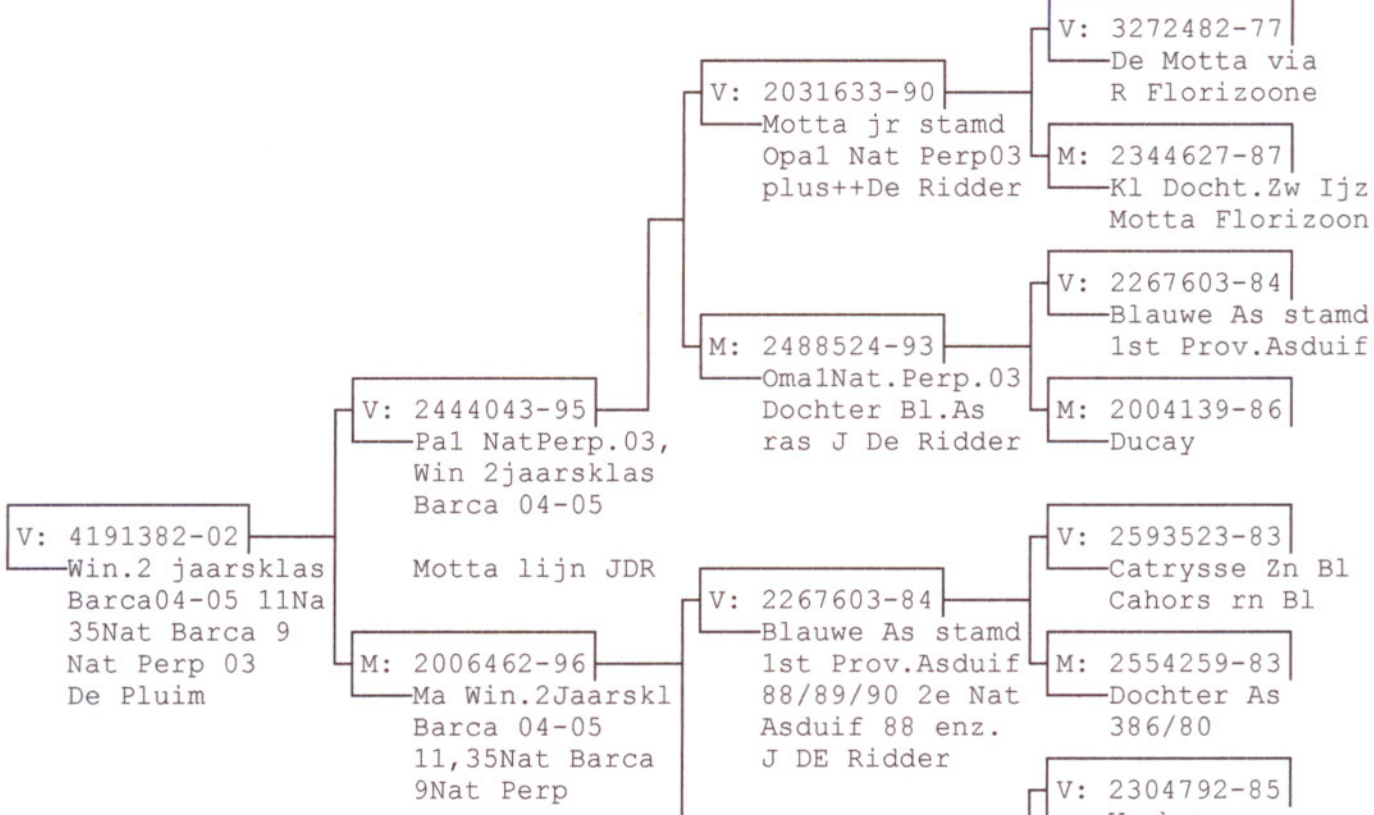 V: 4191382-02
Win.2 jaarsklas
Barca04-05 11Na
35Nat Barca 9
Nat Perp 03
De Pluim
V: 2444043-95
Pa1 NatPerp.03,
Win 2jaarsklas
Barca 04-05
Motta lijn JDR
M: 2006462-96
Ma Win.2Jaarskl
Barca 04-05
11,35Nat Barca
9Nat Perp
V: 2031633-90
Motta jr stamd
Opa1 Nat Perp03
plus++De Ridder
M: 2488524-93
Oma1Nat.Perp.03
Dochter Bl.As
ras J De Ridder
V: 2267603-84
Blauwe As stamd
1st Prov.Asduif
88/89/90 2e Nat
Asduif 88 enz.
J DE Ridder
V: 3272482-77
De Motta via
R Florizoone
M: 2344627-87
Kl Docht.Zw Ijz
Motta Florizoon
V: 2267603-84
Blauwe As stamd
1st Prov.Asduif
M: 2004139-86
Ducay
V: 2593523-83
Catrysse Zn Bl
Cahors rn Bl
M: 2554259-83
Dochter As
386/80
V: 2304792-85